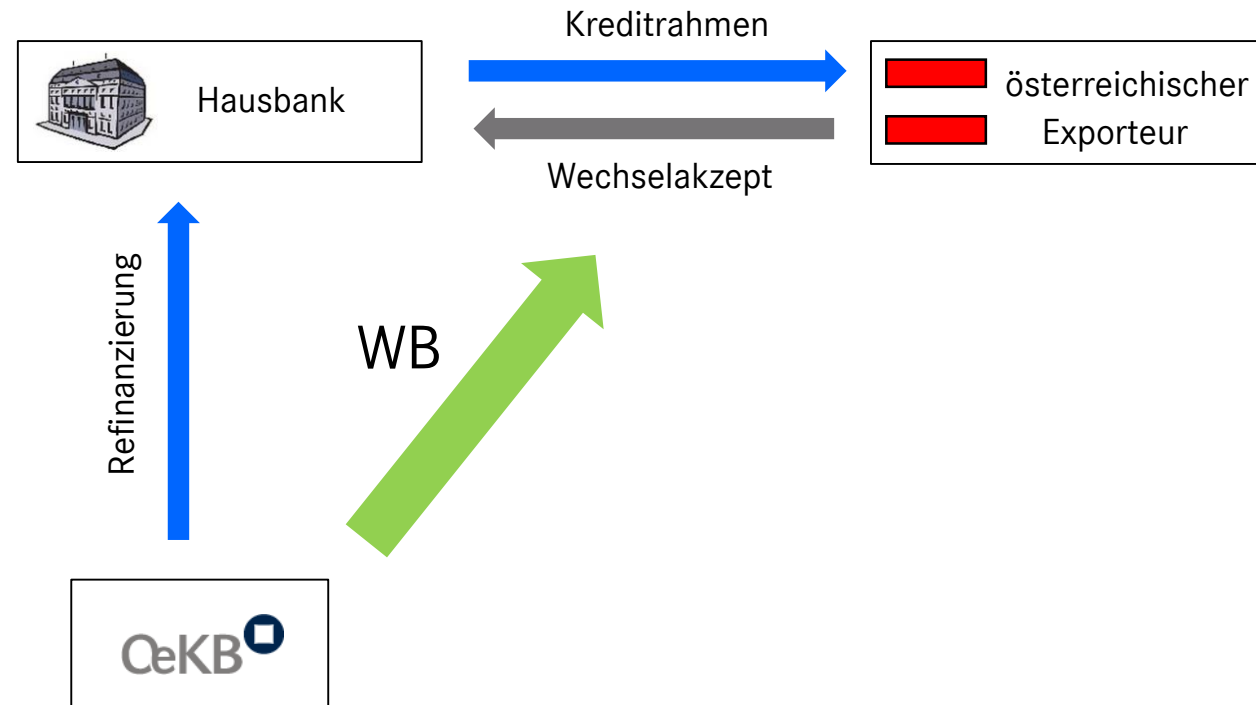 Kreditrahmen
Hausbank
österreichischer
Exporteur
Wechselakzept
Refinanzierung
WB
OeKB